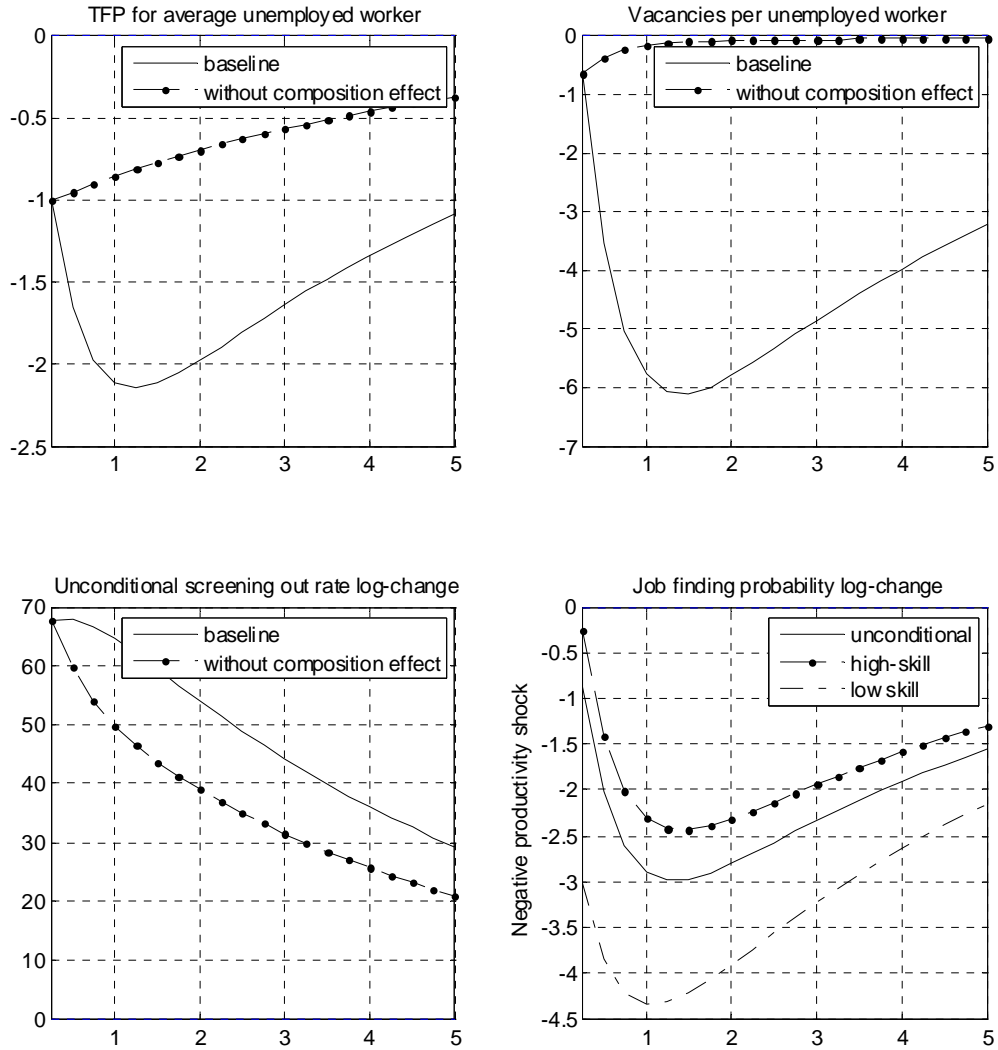 TFP for average unemployed worker
0
-0.5
-1
-1.5
-2
-2.5
1 2 3 4 5
baseline
without composition effect
Vacancies per unemployed worker
0
-1
-2
-3
-4
-5
-6
-7
1 2 3 4 5
baseline
without composition effect
Unconditional screening out rate log-change
70
60
50
40
30
20
10
0
1 2 3 4 5
baseline
without composition effect
Job finding probability log-change
Negative productivity shock
0
-0.5
-1
-1.5
-2
-2.5
-3
-3.5
-4
-4.5
1 2 3 4 5
unconditional
high-skill
low skill